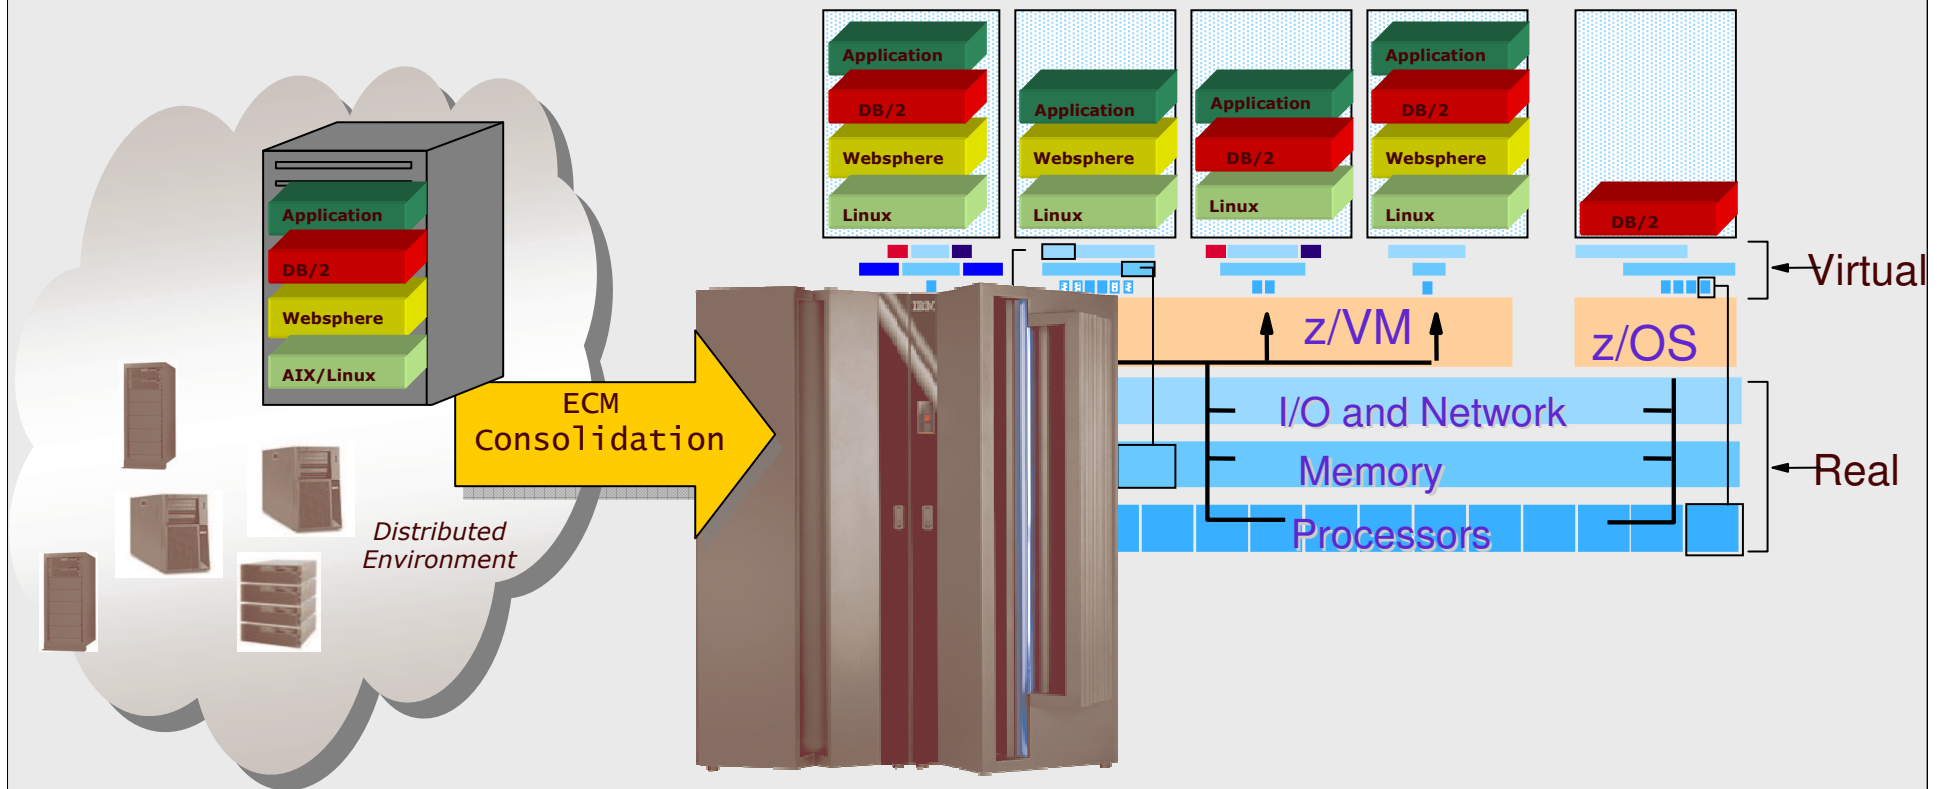 Application
DB/2
Websphere
AIX/Linux
Distributed
Environment
ECM
Consolidation
IBM
Application
DB/2
Websphere
Linux
Application
Websphere
Linux
Application
DB/2
Linux
Application
DB/2
Websphere
Linux
DB/2
Virtual
z/VM
z/OS
I/O and Network
Memory
Processors
Real